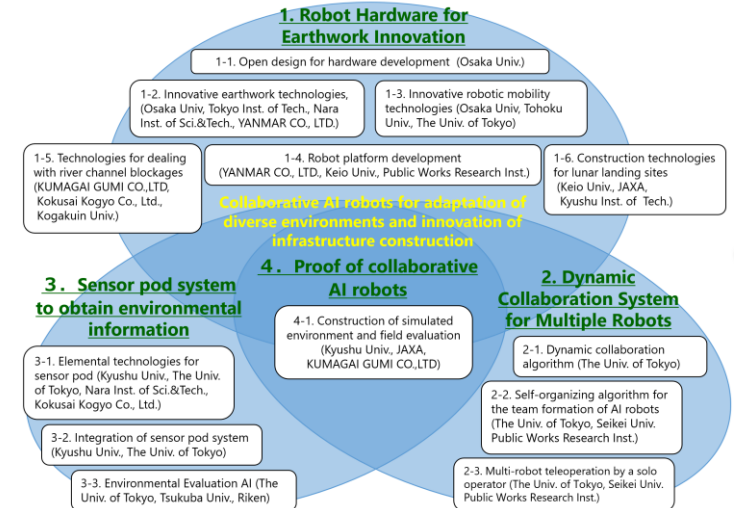 1. Robot Hardware for
Earthwork Innovation
1-1. Open design for hardware development (Osaka Univ.)
1-2. Innovative earthwork technologies,
(Osaka Univ, Tokyo Inst. of Tech., Nara
Inst. of Sci.&Tech., YANMAR CO., LTD.)
1-3. Innovative robotic mobility
technologies (Osaka Univ, Tohoku
Univ., The Univ. of Tokyo)
1-5. Technologies for dealing
with river channel blockages
(KUMAGAI GUMI CO.,LTD,
Kokusai Kogyo Co., Ltd.,
Kogakuin Univ.)
1-4. Robot platform development
(YANMAR CO., LTD., Keio Univ., Public Works Research Inst.)
1-6. Construction technologies
for lunar landing sites
(Keio Univ., JAXA,
Kyushu Inst. of Tech.)
Collaborative AI robots for adaptation of
diverse environments and innovation of
infrastructure construction
4. Proof of collaborative
AI robots
4-1. Construction of simulated
environment and field evaluation
(Kyushu Univ., JAXA,
KUMAGAI GUMI CO.,LTD)
3. Sensor pod system
to obtain environmental
information
3-1. Elemental technologies for
sensor pod (Kyushu Univ., The Univ.
of Tokyo, Nara Inst. of Sci.&Tech.,
Kokusai Kogyo Co., Ltd.)
3-2. Integration of sensor pod system
(Kyushu Univ., The Univ. of Tokyo)
3-3. Environmental Evaluation AI (The
Univ. of Tokyo, Tsukuba Univ., Riken)
2. Dynamic
Collaboration System
for Multiple Robots
2-1. Dynamic collaboration
algorithm (The Univ. of Tokyo)
2-2. Self-organizing algorithm for
the team formation of AI robots
(The Univ. of Tokyo, Seikei Univ.
Public Works Research Inst.)
2-3. Multi-robot teleoperation by a solo
operator (The Univ. of Tokyo, Seikei Univ.
Public Works Research Inst.)